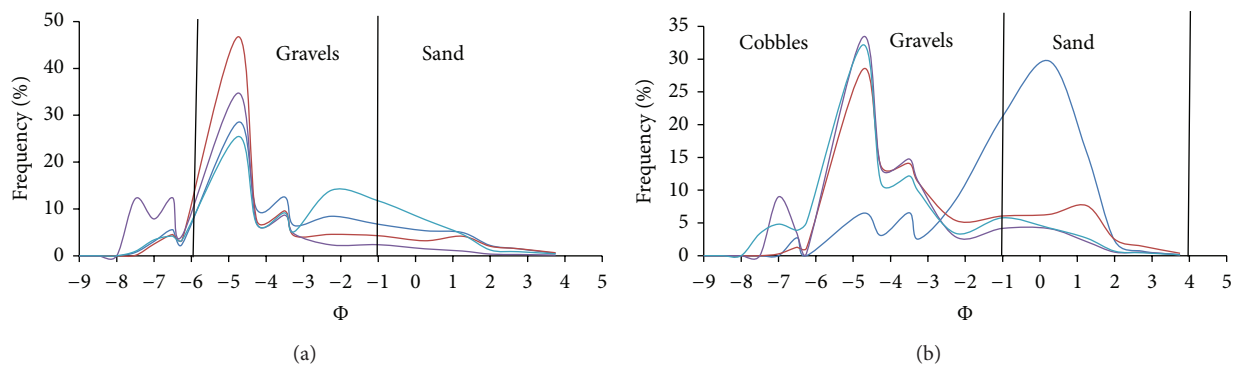 50
40
30
20
10
0
Frequency (%)
Gravels
Sand
−9 −8 −7 −6 −5 −4 −3 −2 −1 0 1 2 3 4 5
Φ
(a)
35
30
25
20
15
10
5
0
Frequency (%)
Cobbles
Gravels
Sand
−9 −8 −7 −6 −5 −4 −3 −2 −1 0 1 2 3 4 5
Φ
(b)